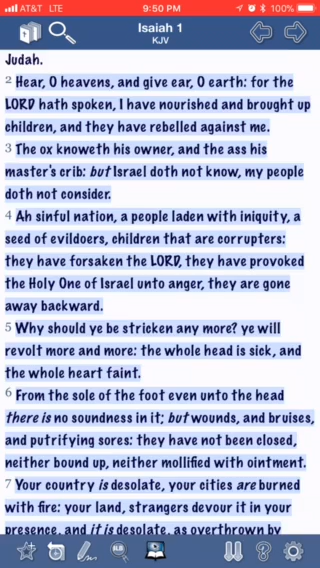 AT&T LTE 9:50 PM 100%
Isaiah 1
KJV
Judah.
2 Hear, O heavens, and give ear, O earth: for the
LORD hath spoken, I have nourished and brought up
children, and they have rebelled against me.
3 The ox knoweth his owner, and the ass his
master's crib: but Israel doth not know, my people
doth not consider.
4 Ah sinful nation, a people laden with iniquity, a
seed of evildoers, children that are corrupters:
they have forsaken the LORD, they have provoked
the Holy One of Israel unto anger, they are gone
away backward.
5 Why should ye be stricken any more? ye will
revolt more and more: the whole head is sick, and
the whole heart faint.
6 From the sole of the foot even unto the head
there is no soundness in it; but wounds, and bruises,
and putrifying sores: they have not been closed,
neither bound up, neither mollified with ointment.
7 Your country is desolate, your cities are burned
with fire: your land, strangers devour it in your
presence, and it is desolate, as overthrown by